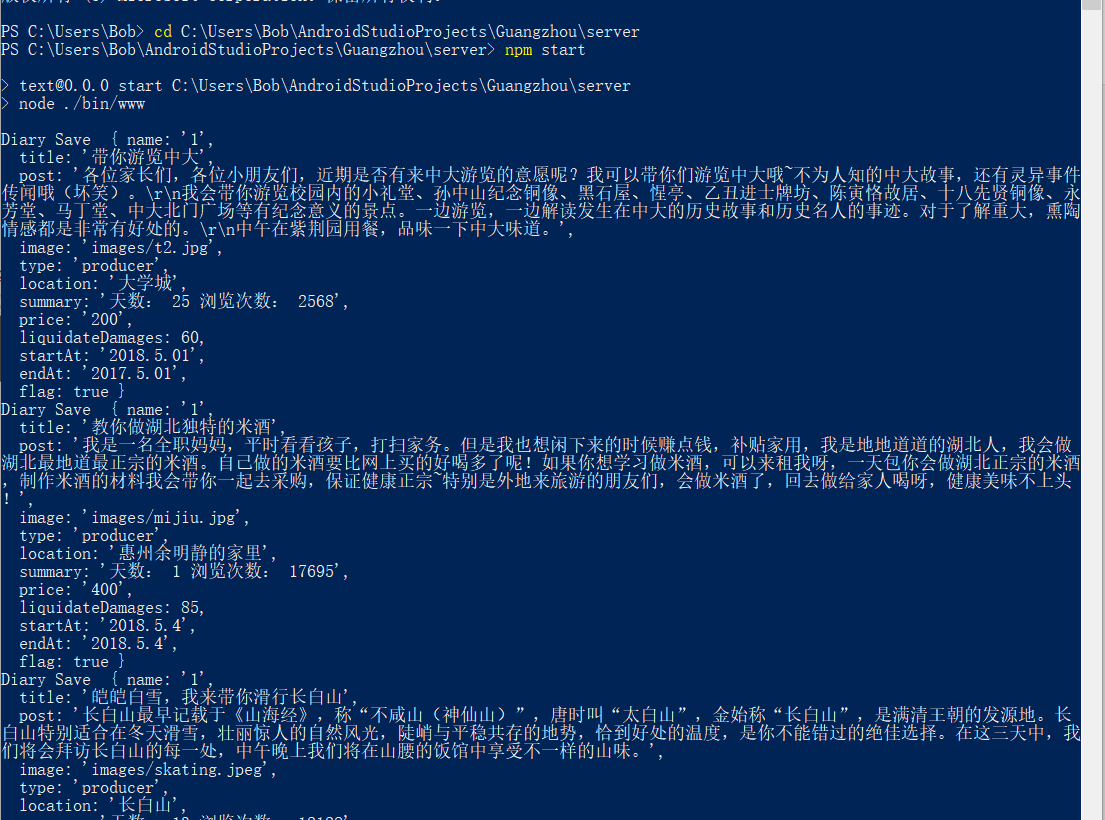 PS C:\Users\Bob> cd C:\Users\Bob\AndroidStudioProjects\Guangzhou\server
PS C:\Users\Bob\AndroidStudioProjects\Guangzhou\server> npm start
> text@0.0.0 start C:\Users\Bob\AndroidStudioProjects\Guangzhou\server
> node ./bin/www
Diary Save  { name: '1',
title: '带你游览中大',
post: '各位家长们，各位小朋友们，近期是否有来中大游览的意愿呢？我可以带你们游览中大哦~不为人知的中大故事，还有灵异事件
传闻哦（坏笑）。\r\n我会带你游览校园内的小礼堂、孙中山纪念铜像、黑石屋、惺亭、乙丑进士牌坊、陈寅恪故居、十八先贤铜像、永
芳堂、马丁堂、中大北门广场等有纪念意义的景点。一边游览，一边解读发生在中大的历史故事和历史名人的事迹。对于了解重大，熏陶
情感都是非常有好处的。\r\n中午在紫荆园用餐，品味一下中大味道。',
image: 'images/t2.jpg',
type: 'producer',
location: '大学城',
summary: '天数： 25 浏览次数： 2568',
price: '200',
liquidateDamages: 60,
startAt: '2018.5.01',
endAt: '2017.5.01',
flag: true }
Diary Save  { name: '1',
title: '教你做湖北独特的米酒',
post: '我是一名全职妈妈，平时看看孩子，打扫家务。但是我也想闲下来的时候赚点钱，补贴家用，我是地地道道的湖北人，我会做
湖北最地道最正宗的米酒。自己做的米酒要比网上买的好喝多了呢！如果你想学习做米酒，可以来租我呀，一天包你会做湖北正宗的米酒
，制作米酒的材料我会带你一起去采购，保证健康正宗~特别是外地来旅游的朋友们，会做米酒了，回去做给家人喝呀，健康美味不上头
！',
image: 'images/mijiu.jpg',
type: 'producer',
location: '惠州余明静的家里',
summary: '天数： 1 浏览次数： 17695',
price: '400',
liquidateDamages: 85,
startAt: '2018.5.4',
endAt: '2018.5.4',
flag: true }
Diary Save  { name: '1',
title: '皑皑白雪，我来带你滑行长白山',
post: '长白山最早记载于《山海经》，称“不咸山（神仙山）”，唐时叫“太白山”，金始称“长白山”，是满清王朝的发源地。长
白山特别适合在冬天滑雪，壮丽惊人的自然风光，陡峭与平稳共存的地势，恰到好处的温度，是你不能错过的绝佳选择。在这三天中，我
们将会拜访长白山的每一处，中午晚上我们将在山腰的饭馆中享受不一样的山味。',
image: 'images/skating.jpeg',
type: 'producer',
location: '长白山',